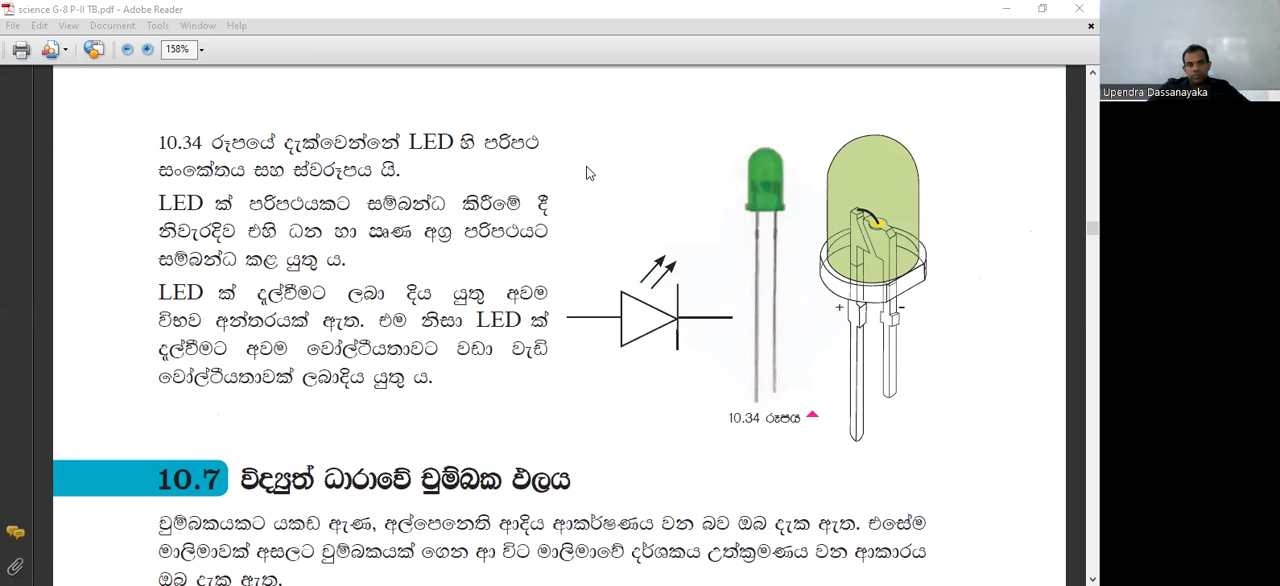 science G-8 P-II TB.pdf - Adobe Reader
File Edit View Document Tools Window Help
158%
Upendra Dassanayaka
10.34 රූපයේ දැක්වෙන්නේ LED හි පරිපථ
සංකේතය සහ ස්වරූපය යි.
LED ක් පරිපථයකට සම්බන්ධ කිරීමේ දී
නිවැරදිව එහි ධන හා සෘණ අග්‍ර පරිපථයට
සම්බන්ධ කළ යුතු ය.
LED ක් දැල්වීමට ලබා දිය යුතු අවම
විභව අන්තරයක් ඇත. එම නිසා LED ක්
දැල්වීමට අවම වෝල්ටීයතාවට වඩා වැඩි
වෝල්ටීයතාවක් ලබාදිය යුතු ය.
+ -
10.34 රූපය
10.7 විද්‍යුත් ධාරාවේ චුම්බක ඵලය
චුම්බකයකට යකඩ ඇණ, අල්පෙනෙති ආදිය ආකර්ෂණය වන බව ඔබ දැක ඇත. එසේම
මාලිමාවක් අසලට චුම්බකයක් ගෙන ආ විට මාලිමාවේ දර්ශකය උත්ක්‍රමණය වන ආකාරය
ඔබ දැක ඇත.